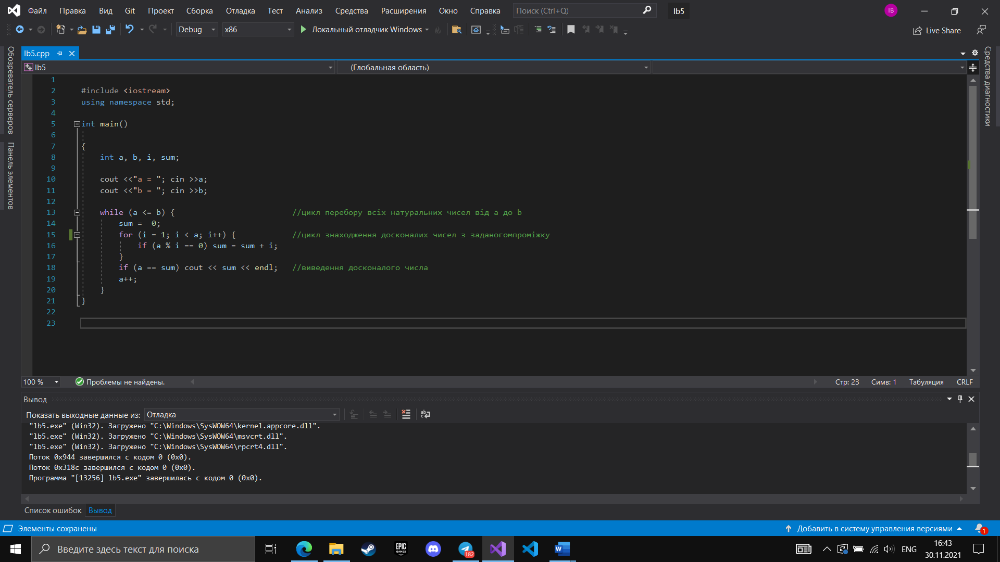 Файл Правка Вид Git Проект Сборка Отладка Тест Анализ Средства Расширения Окно Справка Поиск (Ctrl+Q) lb5 IB
Debug x86 Локальный отладчик Windows Live Share
Обозреватель серверов
Панель элементов
Средства диагностики
lb5.cpp
lb5 (Глобальная область)
1
2 #include <iostream>
3 using namespace std;
4
5 int main()
6
7 {
8 int a, b, i, sum;
9
10 cout <<"a = "; cin >>a;
11 cout <<"b = "; cin >>b;
12
13 while (a <= b) { //цикл перебору всіх натуральних чисел від a до b
14 sum =  0;
15 for (i = 1; i < a; i++) { //цикл знаходження досконалих чисел з заданогомпроміжку
16 if (a % i == 0) sum = sum + i;
17 }
18 if (a == sum) cout << sum << endl; //виведення досконалого числа
19 a++;
20 }
21 }
22
23
100 % Проблемы не найдены. Стр: 23 Симв: 1 Табуляция CRLF
Вывод
Показать выходные данные из: Отладка
"lb5.exe" (Win32). Загружено "C:\Windows\SysWOW64\kernel.appcore.dll".
"lb5.exe" (Win32). Загружено "C:\Windows\SysWOW64\msvcrt.dll".
"lb5.exe" (Win32). Загружено "C:\Windows\SysWOW64\rpcrt4.dll".
Поток 0x944 завершился с кодом 0 (0x0).
Поток 0x318c завершился с кодом 0 (0x0).
Программа "[13256] lb5.exe" завершилась с кодом 0 (0x0).
Список ошибок Вывод
Элементы сохранены Добавить в систему управления версиями 1
Введите здесь текст для поиска EPIC GAMES 182 W ENG 16:43
30.11.2021